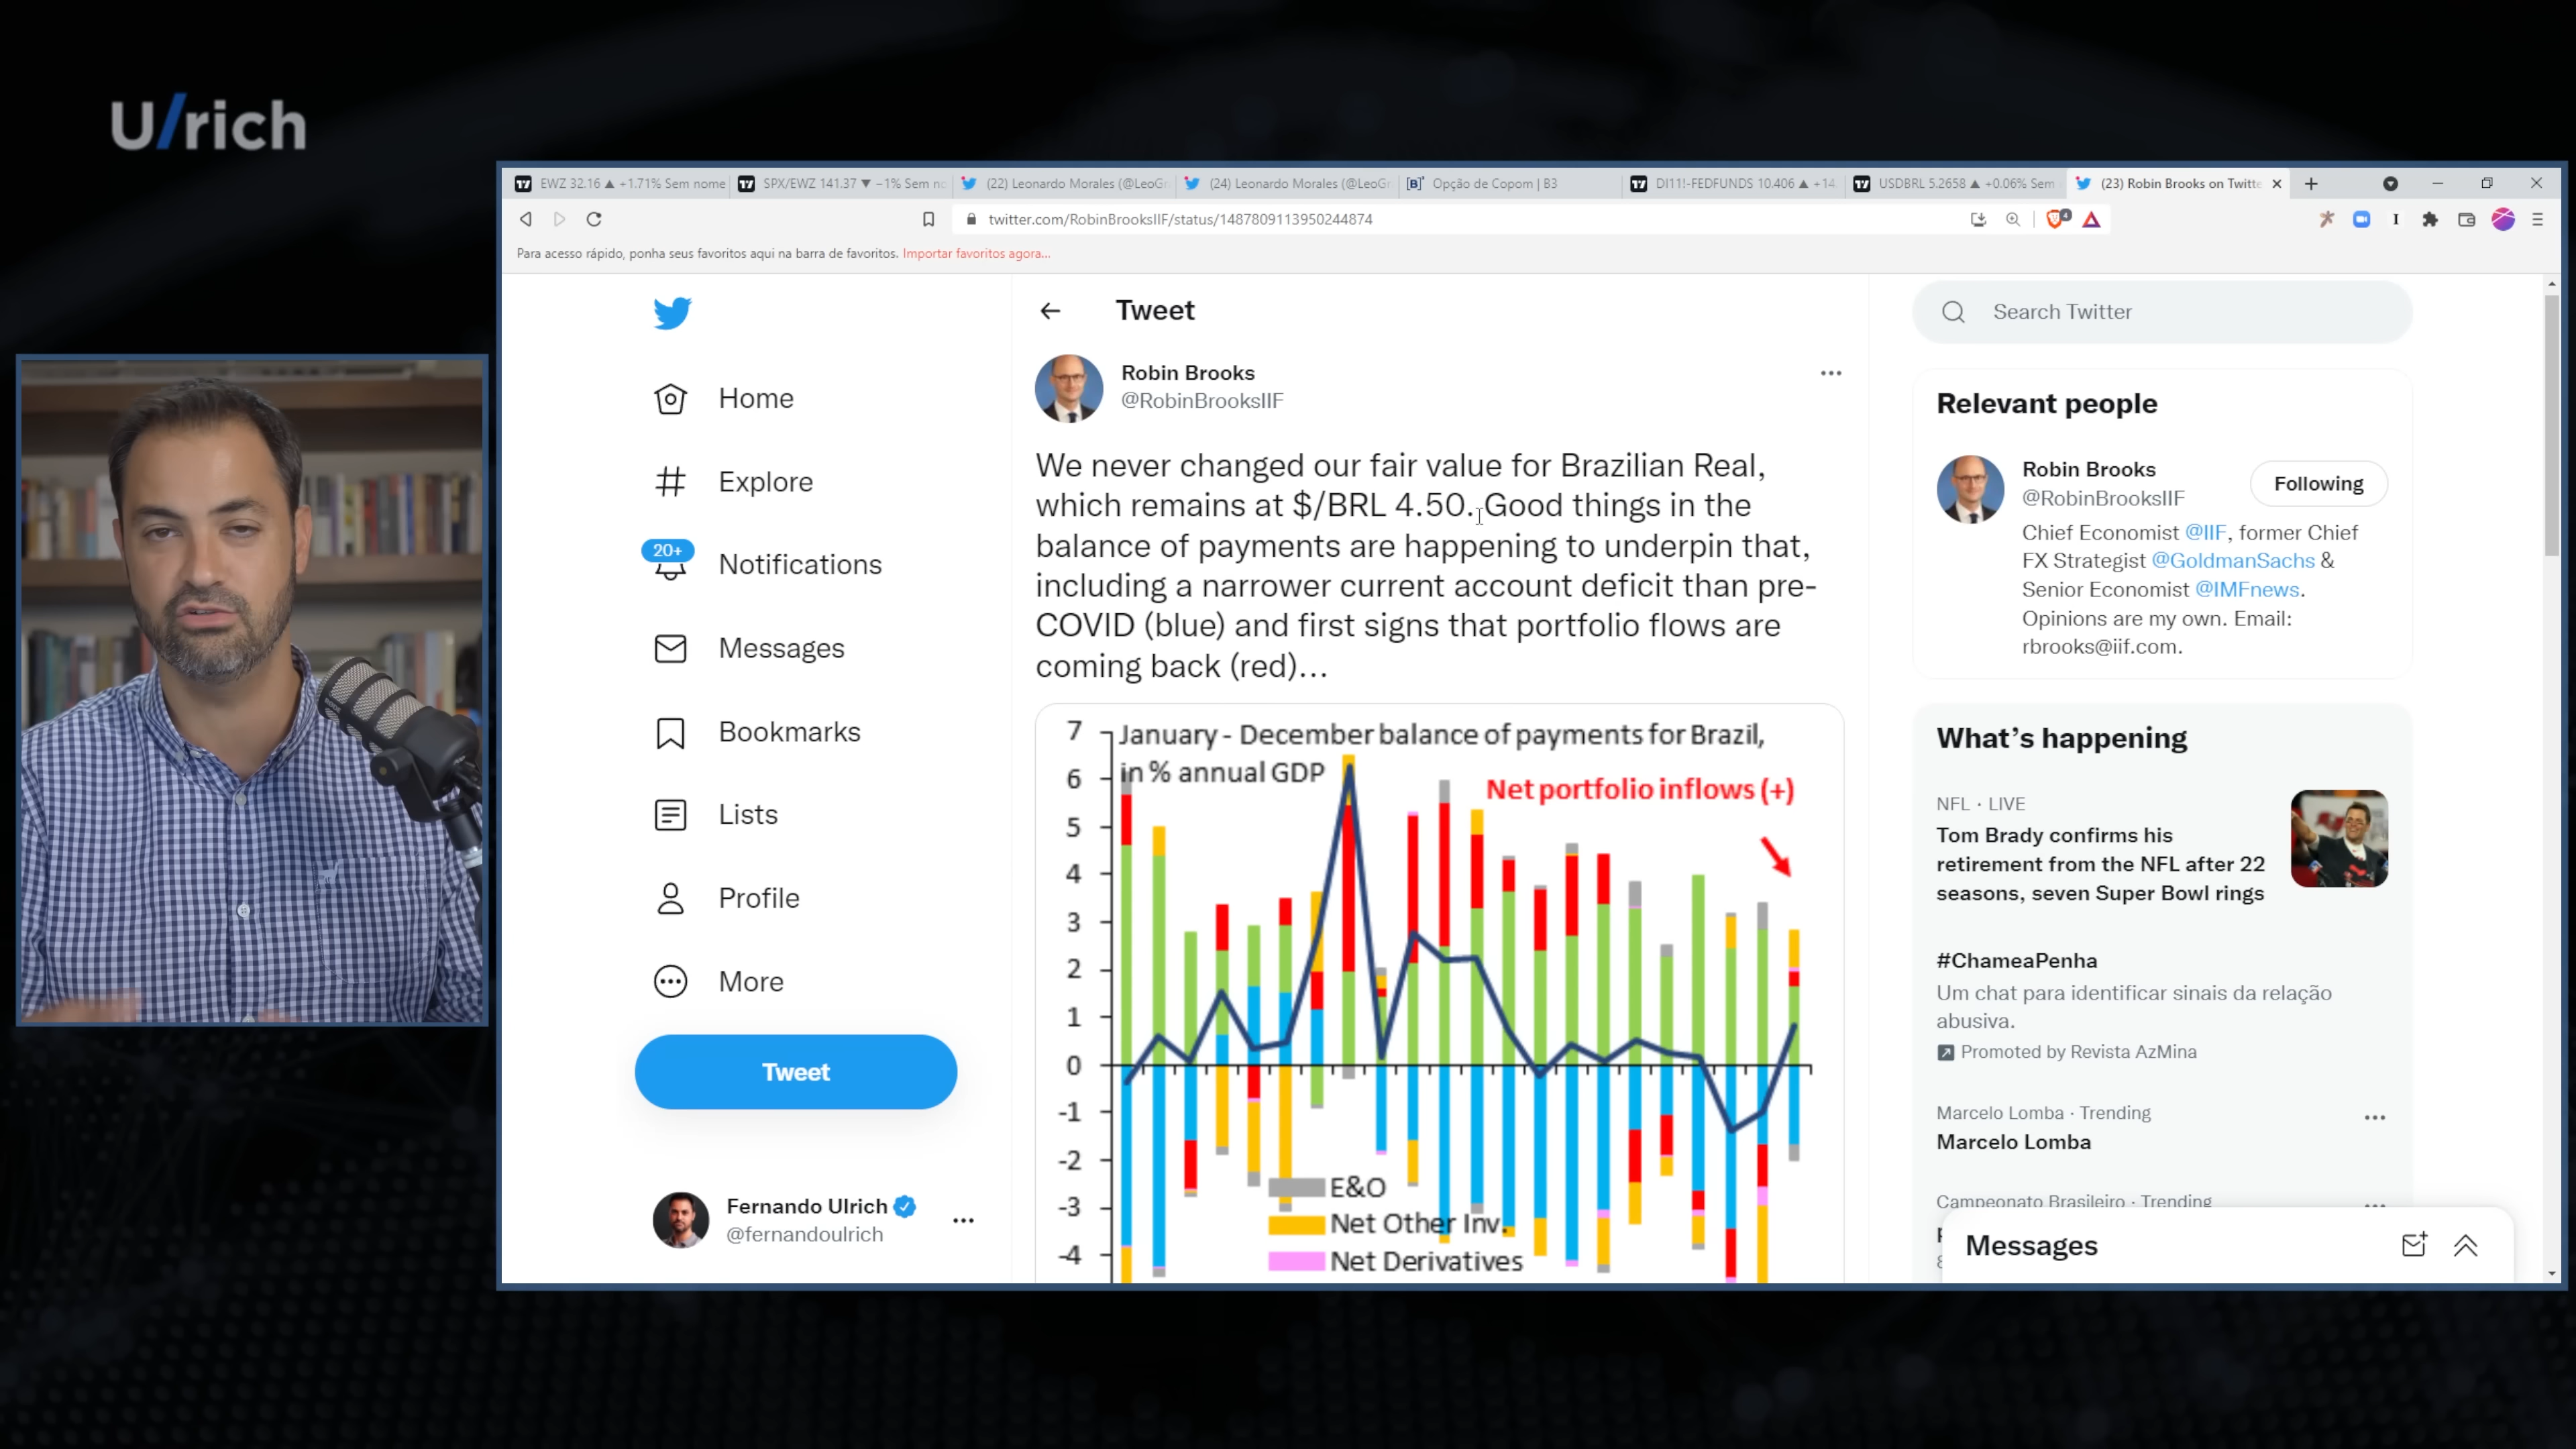 U/rich
EWZ 32.16 ▲ +1.71% Sem nome
SPX/EWZ 141.37 ▼ −1% Sem
(22) Leonardo Morales (@LeoG
(24) Leonardo Morales (@LeoG
Opção de Copom | B3
DI11!-FEDFUNDS 10.406 ▲ +14
USDBRL 5.2658 ▲ +0.06% Sem
(23) Robin Brooks on Twitte
twitter.com/RobinBrooksIIF/status/1487809113950244874
Para acesso rápido, ponha seus favoritos aqui na barra de favoritos. Importar favoritos agora...
Home
Explore
20+
Notifications
Messages
Bookmarks
Lists
Profile
More
Tweet
Fernando Ulrich
@fernandoulrich
Tweet
Robin Brooks
@RobinBrooksIIF
We never changed our fair value for Brazilian Real,
which remains at $/BRL 4.50. Good things in the
balance of payments are happening to underpin that,
including a narrower current account deficit than pre-
COVID (blue) and first signs that portfolio flows are
coming back (red)...
January - December balance of payments for Brazil,
in % annual GDP
Net portfolio inflows (+)
7
6
5
4
3
2
1
0
-1
-2
-3
-4
E&O
Net Other Inv.
Net Derivatives
Search Twitter
Relevant people
Robin Brooks
@RobinBrooksIIF
Following
Chief Economist @IIF, former Chief
FX Strategist @GoldmanSachs &
Senior Economist @IMFnews.
Opinions are my own. Email:
rbrooks@iif.com.
What's happening
NFL · LIVE
Tom Brady confirms his
retirement from the NFL after 22
seasons, seven Super Bowl rings
#ChameaPenha
Um chat para identificar sinais da relação
abusiva.
Promoted by Revista AzMina
Marcelo Lomba · Trending
Marcelo Lomba
Campeonato Brasileiro · Trending
Messages